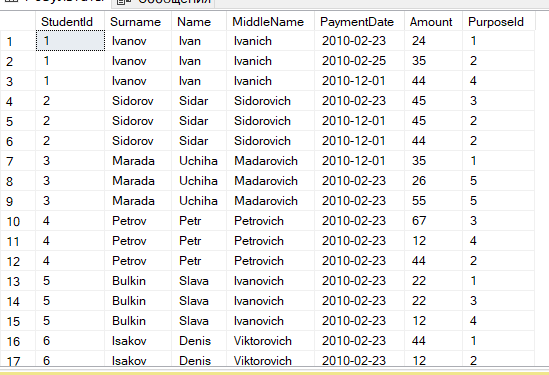 StudentId Surname Name MiddleName PaymentDate Amount PurposeId
1 1 Ivanov Ivan Ivanich 2010-02-23 24 1
2 1 Ivanov Ivan Ivanich 2010-02-25 35 2
3 1 Ivanov Ivan Ivanich 2010-12-01 44 4
4 2 Sidorov Sidar Sidorovich 2010-02-23 45 3
5 2 Sidorov Sidar Sidorovich 2010-12-01 45 2
6 2 Sidorov Sidar Sidorovich 2010-02-23 44 2
7 3 Marada Uchiha Madarovich 2010-12-01 35 1
8 3 Marada Uchiha Madarovich 2010-02-23 26 5
9 3 Marada Uchiha Madarovich 2010-02-23 55 5
10 4 Petrov Petr Petrovich 2010-02-23 67 3
11 4 Petrov Petr Petrovich 2010-02-23 12 4
12 4 Petrov Petr Petrovich 2010-02-23 44 2
13 5 Bulkin Slava Ivanovich 2010-02-23 22 1
14 5 Bulkin Slava Ivanovich 2010-02-23 22 3
15 5 Bulkin Slava Ivanovich 2010-02-23 12 4
16 6 Isakov Denis Viktorovich 2010-02-23 44 1
17 6 Isakov Denis Viktorovich 2010-02-23 12 2